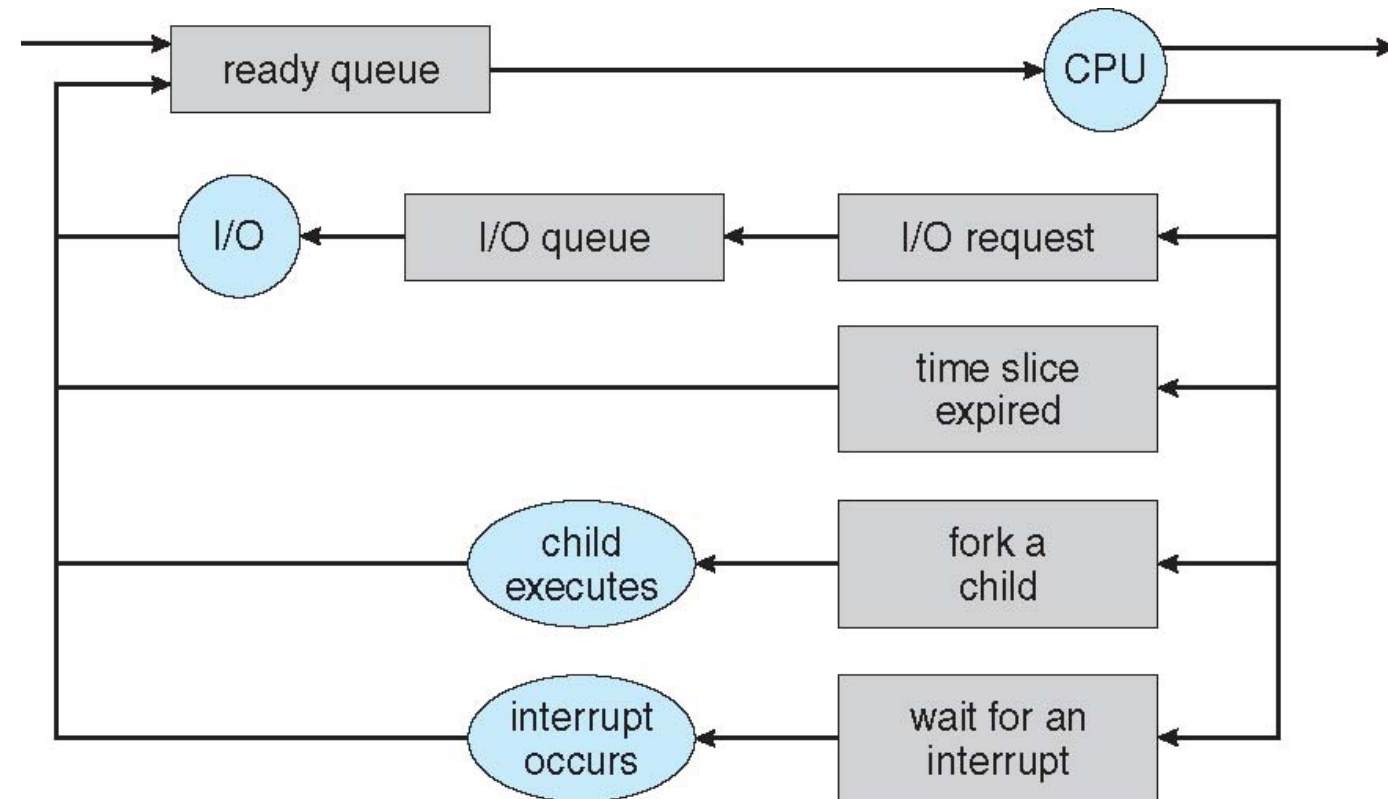 ready queue
CPU
I/O
I/O queue
I/O request
time slice
expired
child
executes
fork a
child
interrupt
occurs
wait for an
interrupt